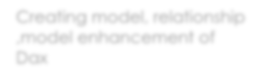 Creating model, relationship
,model enhancement of
Dax